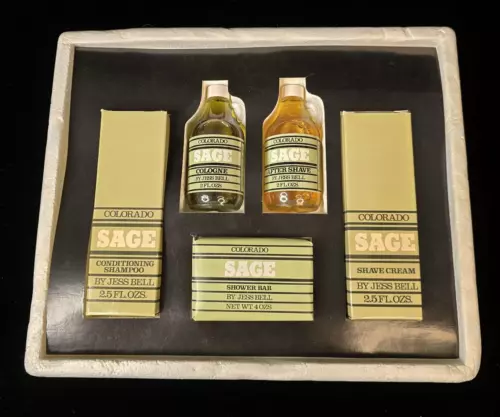 COLORADO
SAGE
COLOGNE
BY JESS BELL
2 FL OZS.
COLORADO
SAGE
AFTER SHAVE
BY JESS BELL
2 FL OZS.
COLORADO
SAGE
CONDITIONING
SHAMPOO
BY JESS BELL
2.5 FL. OZS.
COLORADO
SAGE
SHOWER BAR
BY JESS BELL
NET WT. 4 OZS
COLORADO
SAGE
SHAVE CREAM
BY JESS BELL
2.5 FL. OZS.